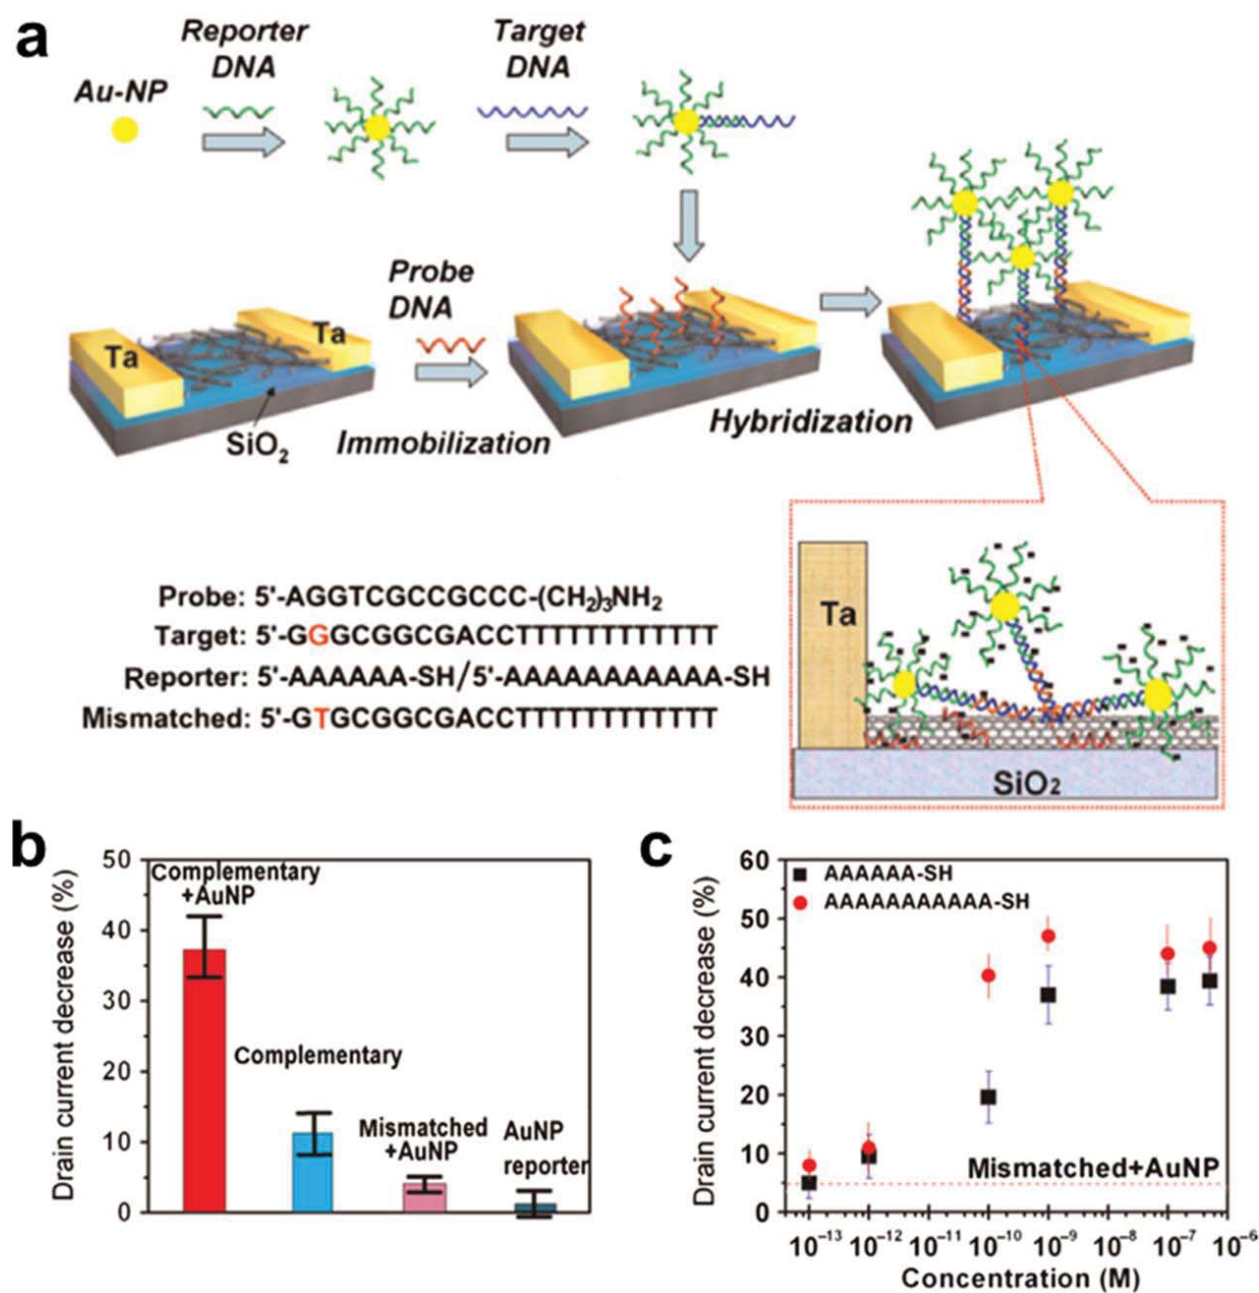 a
Reporter
DNA
Target
DNA
Au-NP
Probe
DNA
Ta
Ta
SiO₂
Immobilization
Hybridization
Probe: 5'-AGGTCGCCGCCC-(CH₂)₃NH₂
Target: 5'-GGGCGGCGACCTTTTTTTTTTTT
Reporter: 5'-AAAAAA-SH/5'-AAAAAAAAAAAA-SH
Mismatched: 5'-GTGCGGCGACCTTTTTTTTTTTT
Ta
SiO₂
b
Drain current decrease (%)
50
40
30
20
10
0
Complementary
+AuNP
Complementary
Mismatched
+AuNP
AuNP
reporter
c
Drain current decrease (%)
60
50
40
30
20
10
0
AAAAAA-SH
AAAAAAAAAAA-SH
Mismatched+AuNP
10⁻¹³ 10⁻¹² 10⁻¹¹ 10⁻¹⁰ 10⁻⁹ 10⁻⁸ 10⁻⁷ 10⁻⁶
Concentration (M)